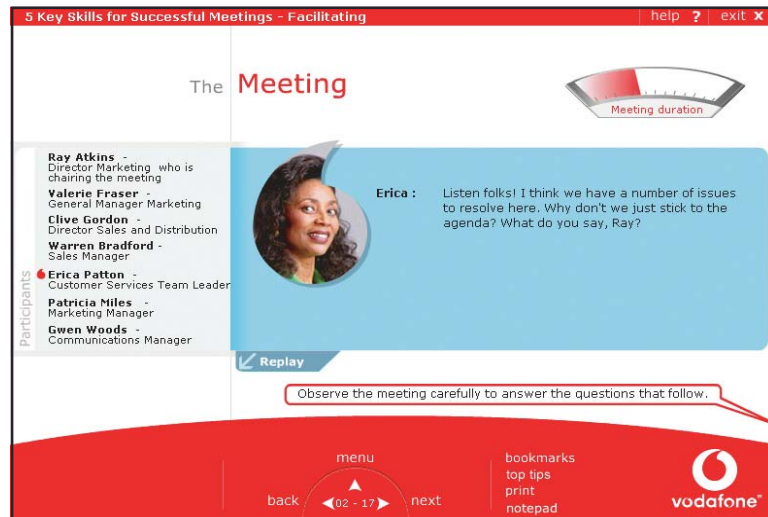 5 Key Skills for Successful Meetings - Facilitating
help ? exit x
The Meeting
Meeting duration
Participants
Ray Atkins -
Director Marketing who is
chairing the meeting
Valerie Fraser -
General Manager Marketing
Clive Gordon -
Director Sales and Distribution
Warren Bradford -
Sales Manager
Erica Patton -
Customer Services Team Leader
Patricia Miles -
Marketing Manager
Gwen Woods -
Communications Manager
Erica : Listen folks! I think we have a number of issues
to resolve here. Why don't we just stick to the
agenda? What do you say, Ray?
Replay
Observe the meeting carefully to answer the questions that follow.
menu
back 02 - 17 next
bookmarks
top tips
print
notepad
vodafone™